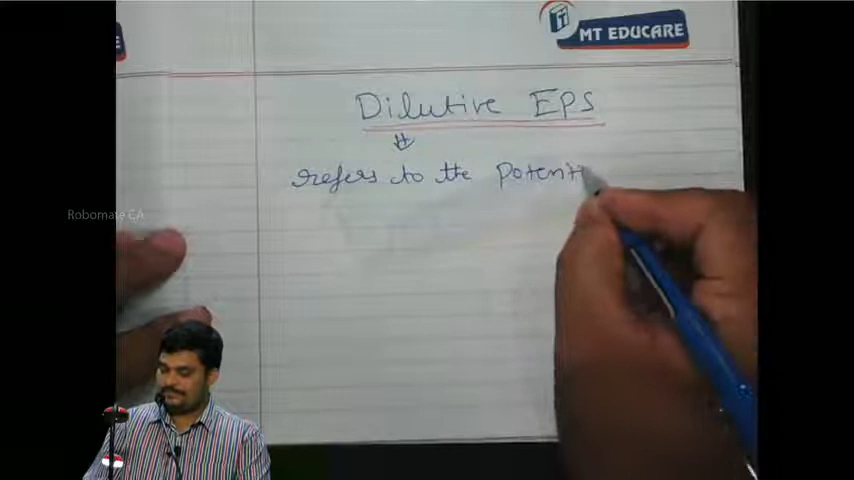 MT EDUCARE
Dilutive EPS
refers to the Potenti
Robomate CA